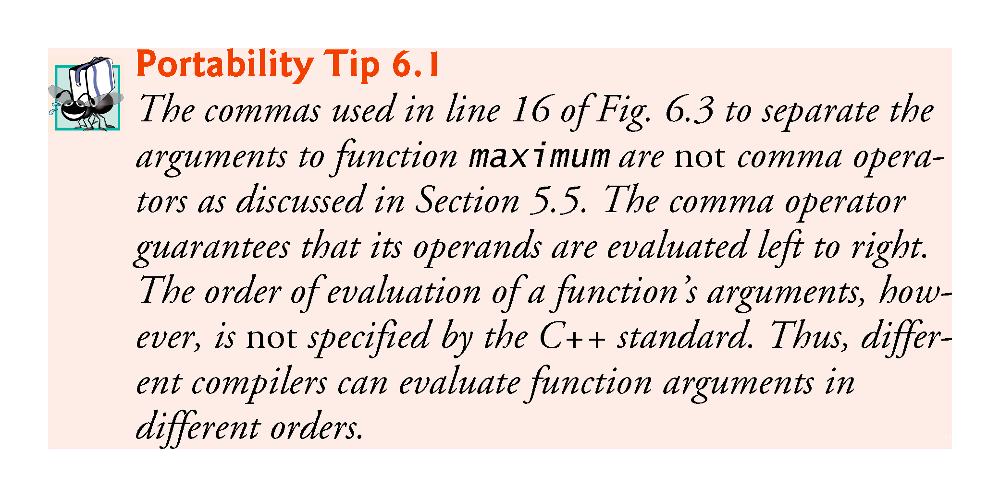 Portability Tip 6.1
The commas used in line 16 of Fig. 6.3 to separate the
arguments to function maximum are not comma opera-
tors as discussed in Section 5.5. The comma operator
guarantees that its operands are evaluated left to right.
The order of evaluation of a function's arguments, how-
ever, is not specified by the C++ standard. Thus, differ-
ent compilers can evaluate function arguments in
different orders.